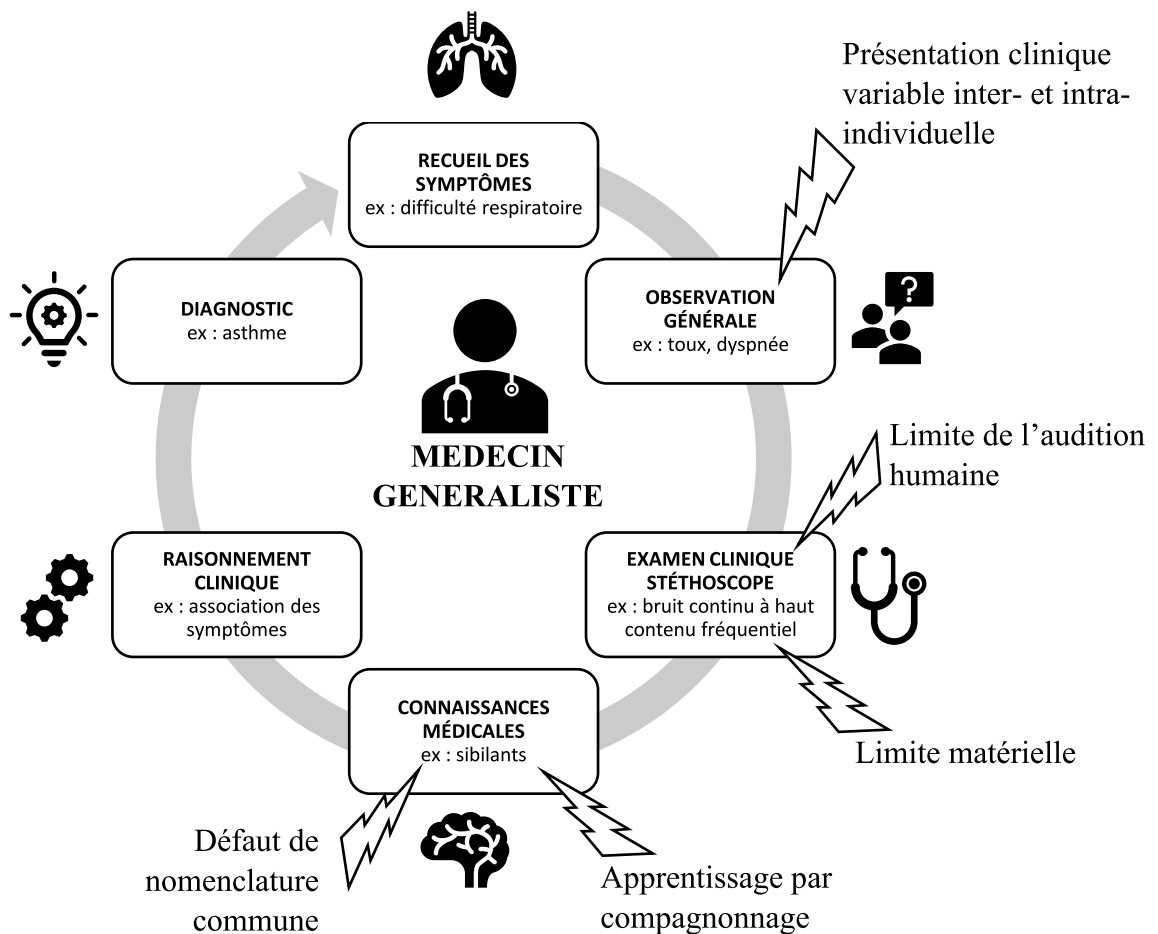 Présentation clinique
variable inter- et intra-
individuelle
RECUEIL DES
SYMPTÔMES
ex : difficulté respiratoire
OBSERVATION
GÉNÉRALE
ex : toux, dyspnée
?
DIAGNOSTIC
ex : asthme
MEDECIN
GENERALISTE
Limite de l’audition
humaine
EXAMEN CLINIQUE
STÉTHOSCOPE
ex : bruit continu à haut
contenu fréquentiel
Limite matérielle
RAISONNEMENT
CLINIQUE
ex : association des
symptômes
CONNAISSANCES
MÉDICALES
ex : sibilants
Défaut de
nomenclature
commune
Apprentissage par
compagnonnage